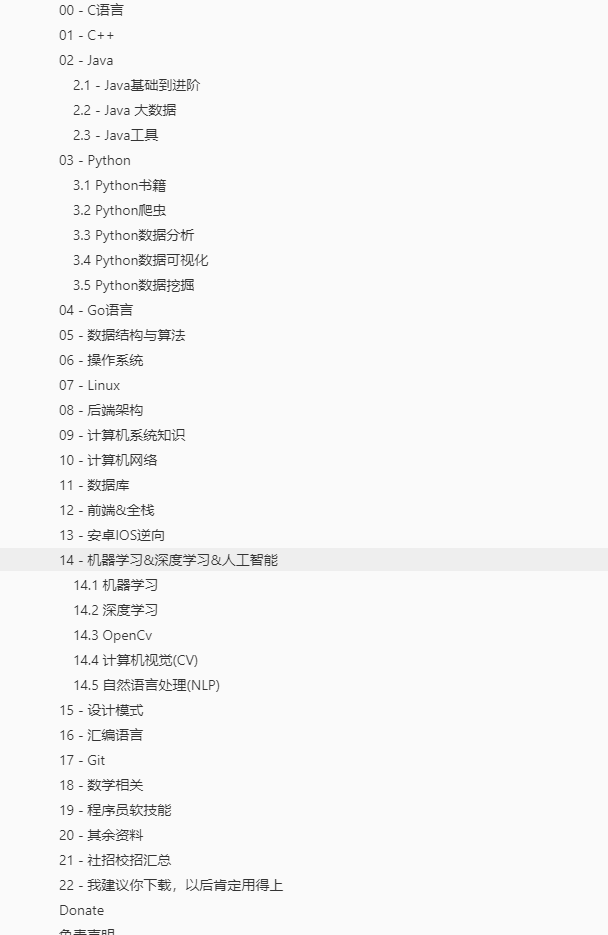 00 - C语言
01 - C++
02 - Java
2.1 - Java基础到进阶
2.2 - Java 大数据
2.3 - Java工具
03 - Python
3.1 Python书籍
3.2 Python爬虫
3.3 Python数据分析
3.4 Python数据可视化
3.5 Python数据挖掘
04 - Go语言
05 - 数据结构与算法
06 - 操作系统
07 - Linux
08 - 后端架构
09 - 计算机系统知识
10 - 计算机网络
11 - 数据库
12 - 前端&全栈
13 - 安卓IOS逆向
14 - 机器学习&深度学习&人工智能
14.1 机器学习
14.2 深度学习
14.3 OpenCv
14.4 计算机视觉(CV)
14.5 自然语言处理(NLP)
15 - 设计模式
16 - 汇编语言
17 - Git
18 - 数学相关
19 - 程序员软技能
20 - 其余资料
21 - 社招校招汇总
22 - 我建议你下载，以后肯定用得上
Donate
免责声明